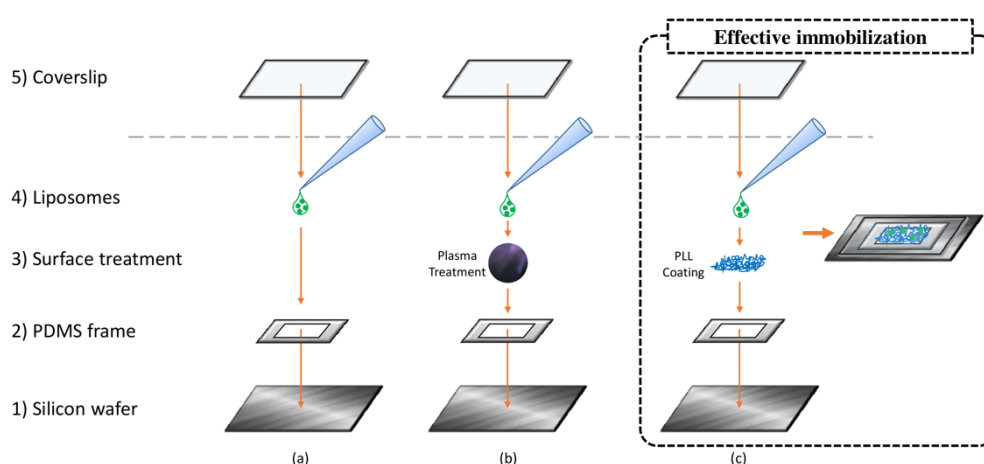 Effective immobilization
5) Coverslip
4) Liposomes
3) Surface treatment
Plasma
Treatment
PLL
Coating
2) PDMS frame
1) Silicon wafer
(a)
(b)
(c)